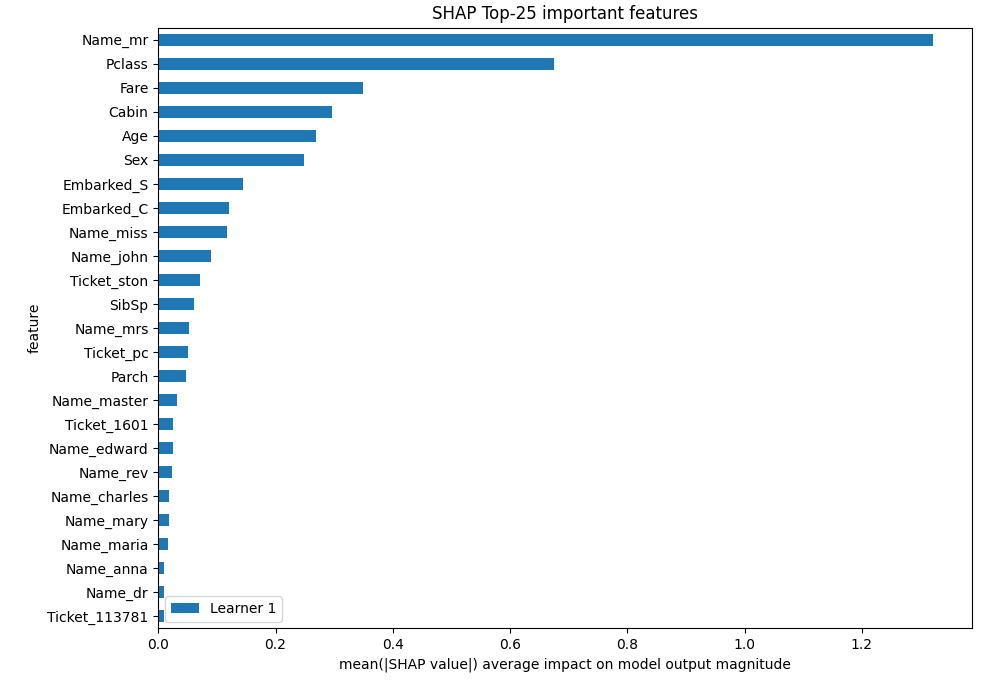 SHAP Top-25 important features
Name_mr
Pclass
Fare
Cabin
Age
Sex
Embarked_S
Embarked_C
Name_miss
Name_john
Ticket_ston
SibSp
Name_mrs
Ticket_pc
Parch
Name_master
Ticket_1601
Name_edward
Name_rev
Name_charles
Name_mary
Name_maria
Name_anna
Name_dr
Ticket_113781
feature
Learner 1
0.0 0.2 0.4 0.6 0.8 1.0 1.2
mean(|SHAP value|) average impact on model output magnitude